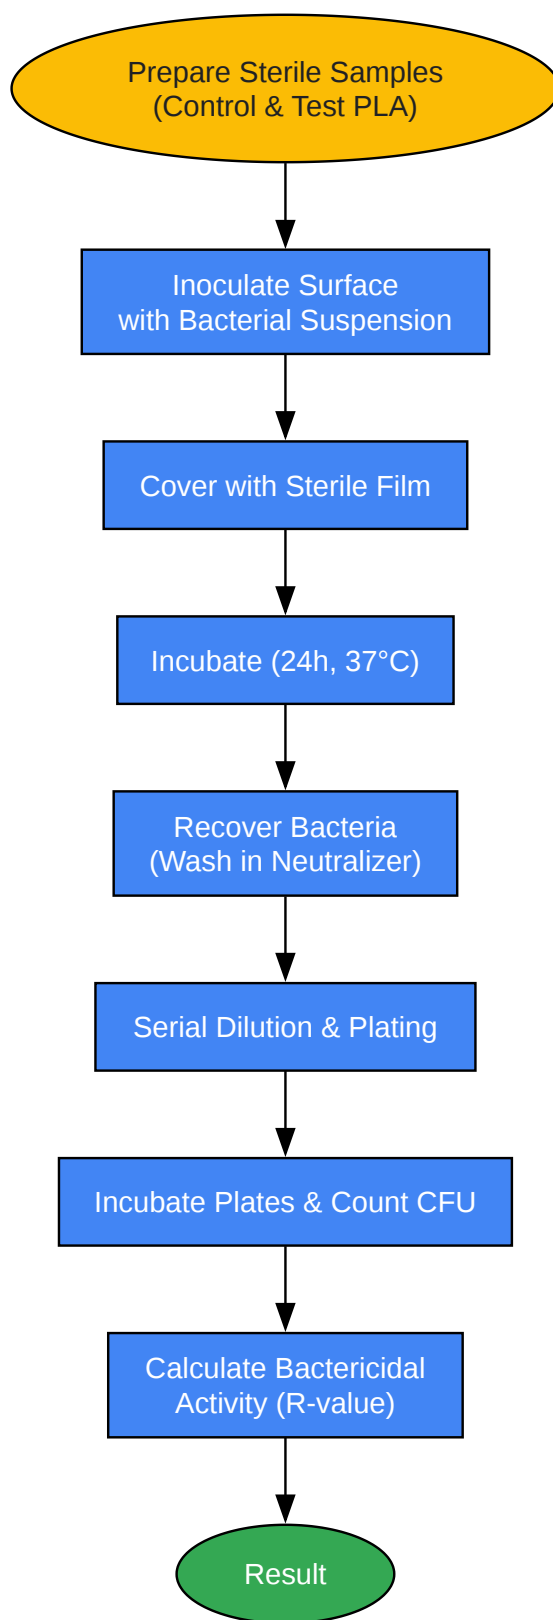 Prepare Sterile Samples
(Control & Test PLA)
Inoculate Surface
with Bacterial Suspension
Cover with Sterile Film
Incubate (24h, 37°C)
Recover Bacteria
(Wash in Neutralizer)
Serial Dilution & Plating
Incubate Plates & Count CFU
Calculate Bactericidal
Activity (R-value)
Result